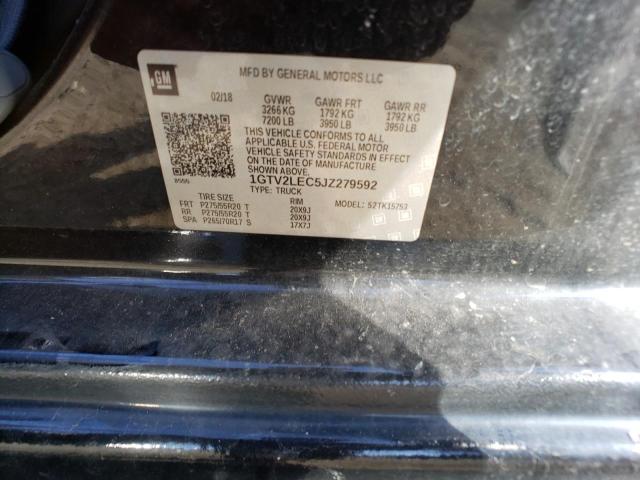 GM
MFD BY GENERAL MOTORS LLC
02/18 GVWR GAWR FRT GAWR RR
3266 KG 1792 KG 1792 KG
7200 LB 3950 LB 3950 LB
THIS VEHICLE CONFORMS TO ALL
APPLICABLE U.S. FEDERAL MOTOR
VEHICLE SAFETY STANDARDS IN EFFECT
ON THE DATE OF MANUFACTURE
SHOWN ABOVE.
1GTV2LEC5JZ279592
TYPE: TRUCK
TIRE SIZE RIM MODEL: 52TK15753
FRT P275/55R20 T 20X9J
RR P275/55R20 T 20X9J
SPA P265/70R17 S 17X7J